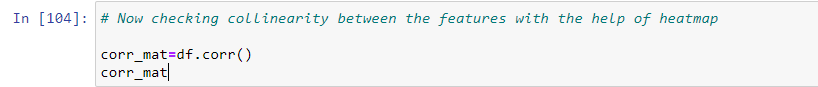 In [104]: # Now checking collinearity between the features with the help of heatmap
corr_mat=df.corr()
corr_mat